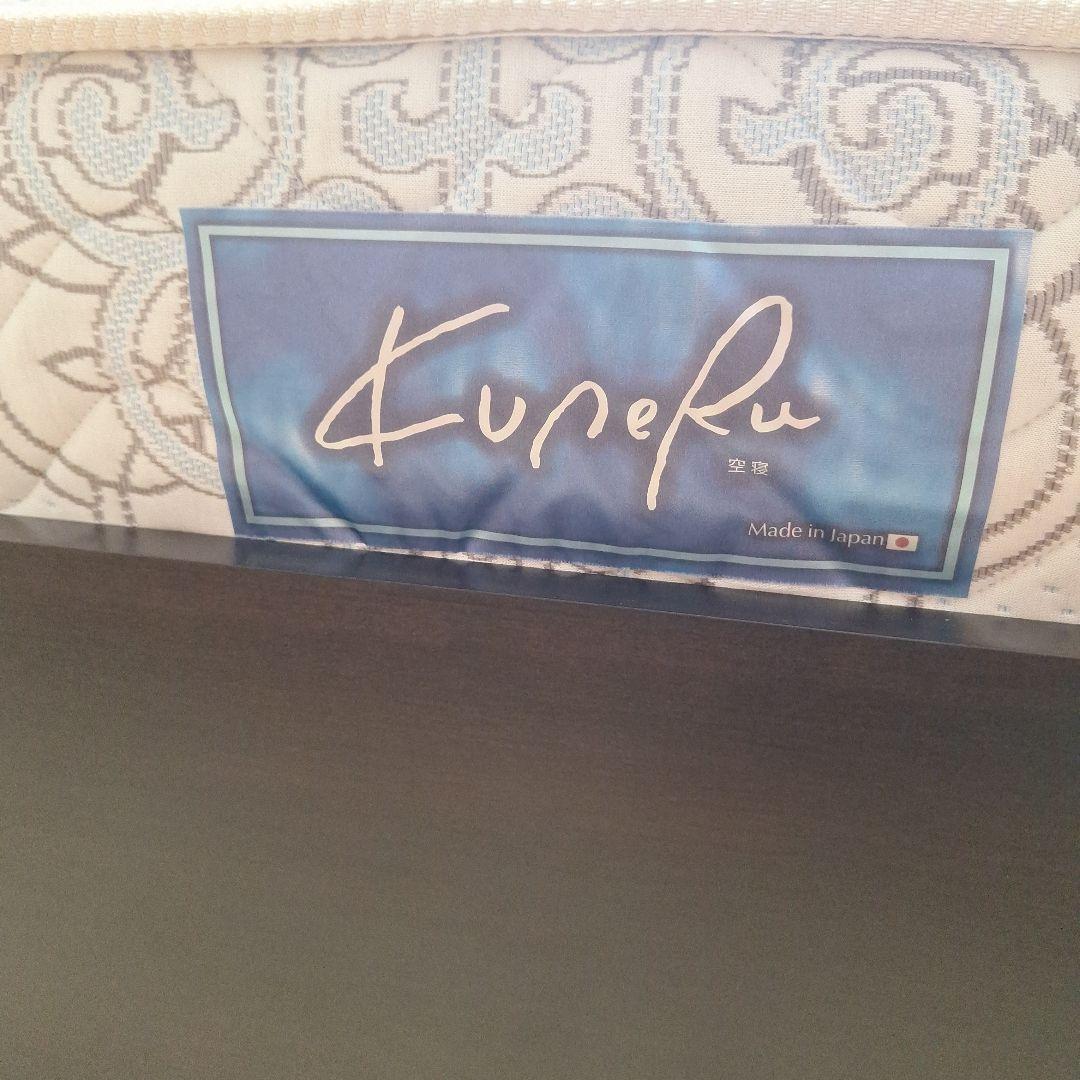 KuneRu
空寝
Made in Japan